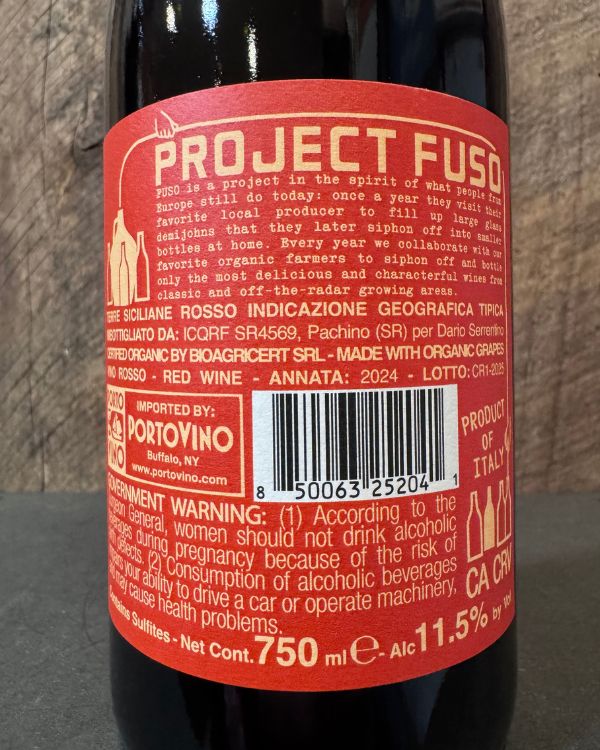 PROJECT FUSO
FUSO is a project in the spirit of what people from
Europe still do today: once a year they visit their
favorite local producer to fill up large glass
demijohns that they later siphon off into smaller
bottles at home. Every year we collaborate with our
favorite organic farmers to siphon off and bottle
only the most delicious and characterful wines from
classic and off-the-radar growing areas.
TERRE SICILIANE ROSSO INDICAZIONE GEOGRAFICA TIPICA
IMBOTTIGLIATO DA: ICQRF SR4569, Pachino (SR) per Dario Serrentino
CERTIFIED ORGANIC BY BIOAGRICERT SRL - MADE WITH ORGANIC GRAPES
VINO ROSSO - RED WINE - ANNATA: 2024 - LOTTO: CR1-2025
PORTO
VINO
IMPORTED BY:
PORTOVINO
Buffalo, NY
www.portovino.com
8 50063 25204 1
PRODUCT
OF
ITALY
GOVERNMENT WARNING: (1) According to the
Surgeon General, women should not drink alcoholic
beverages during pregnancy because of the risk of
birth defects. (2) Consumption of alcoholic beverages
impairs your ability to drive a car or operate machinery,
and may cause health problems.
CA CRV
Contains Sulfites - Net Cont. 750 ml e - Alc 11.5% by Vol